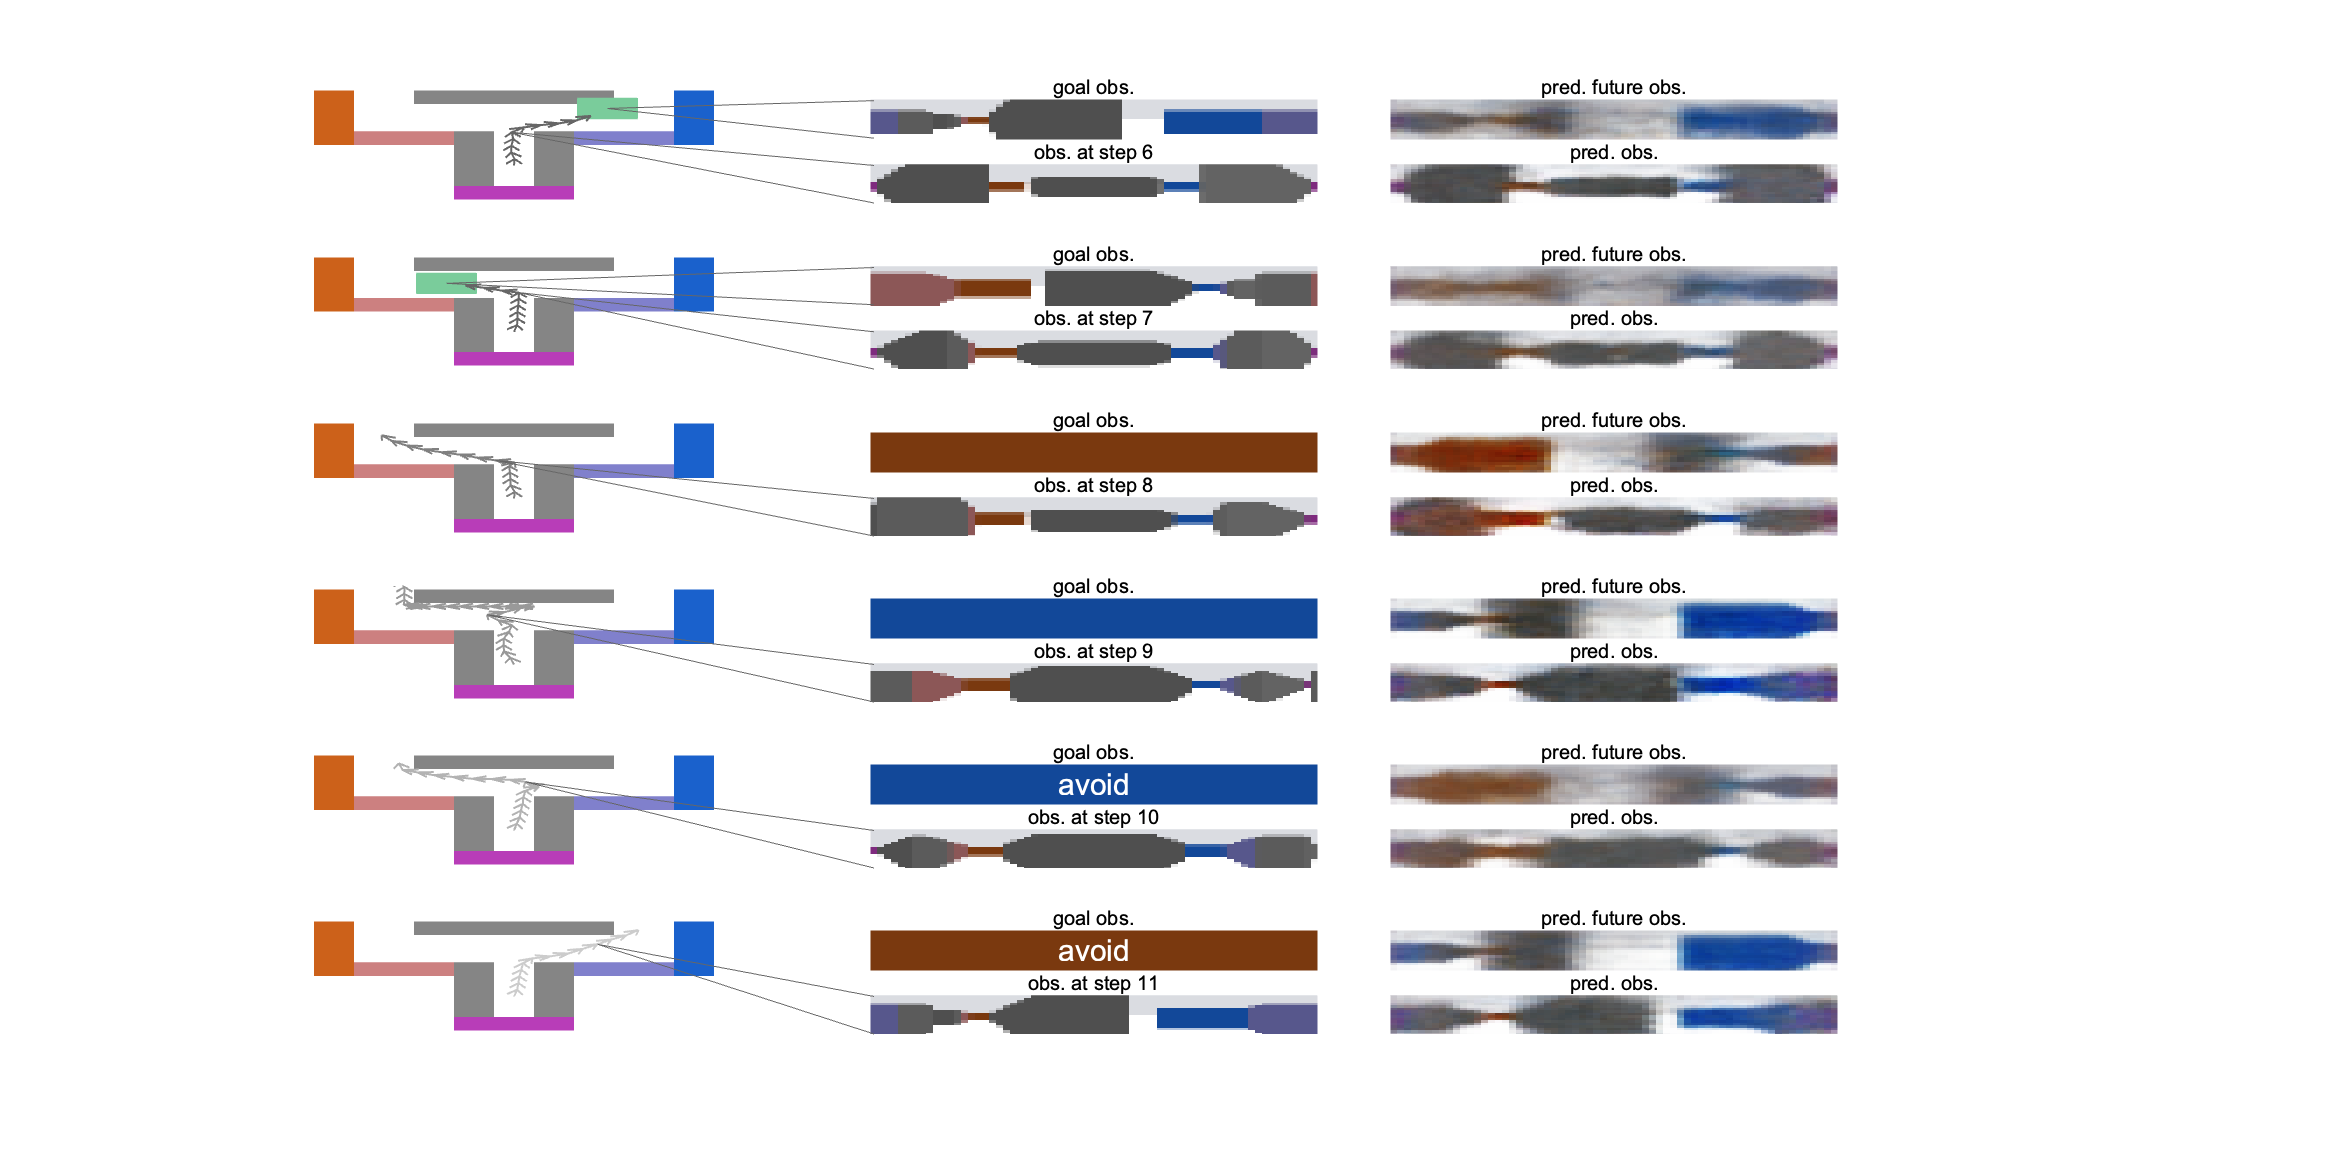 goal obs.
pred. future obs.
obs. at step 6
pred. obs.
goal obs.
pred. future obs.
obs. at step 7
pred. obs.
goal obs.
pred. future obs.
obs. at step 8
pred. obs.
goal obs.
pred. future obs.
obs. at step 9
pred. obs.
goal obs.
pred. future obs.
avoid
obs. at step 10
pred. obs.
goal obs.
pred. future obs.
avoid
obs. at step 11
pred. obs.